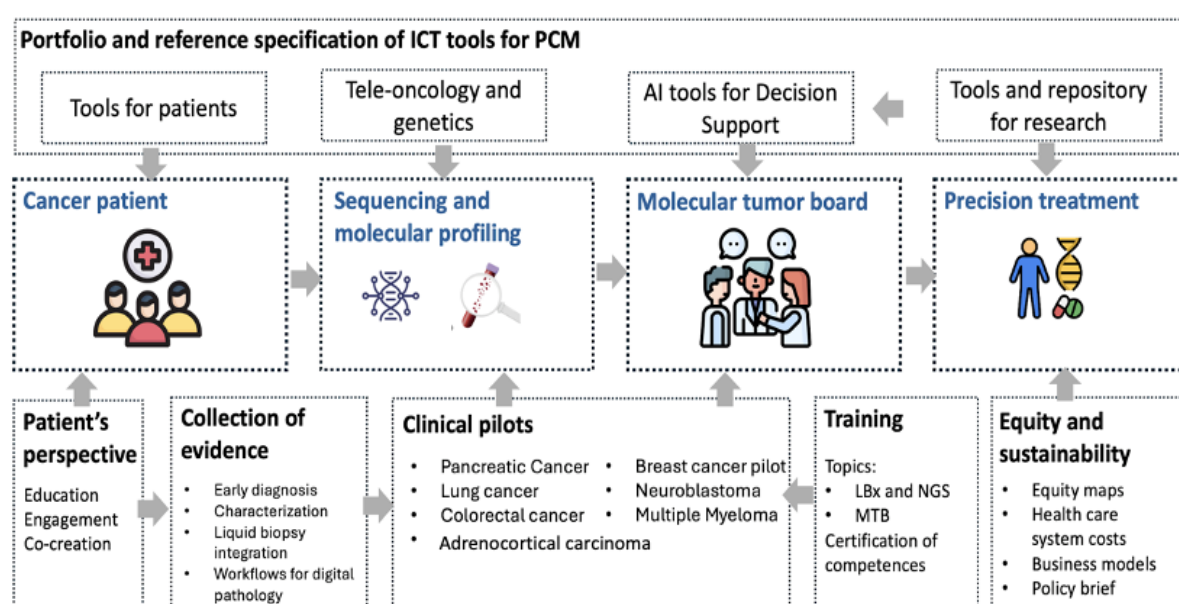 Portfolio and reference specification of ICT tools for PCM
Tools for patients
Tele-oncology and
genetics
AI tools for Decision
Support
Tools and repository
for research
Cancer patient
Sequencing and
molecular profiling
Molecular tumor board
Precision treatment
Patient's
perspective
Education
Engagement
Co-creation
Collection of
evidence
• Early diagnosis
• Characterization
• Liquid biopsy
integration
• Workflows for digital
pathology
Clinical pilots
• Pancreatic Cancer
• Lung cancer
• Colorectal cancer
• Adrenocortical carcinoma
• Breast cancer pilot
• Neuroblastoma
• Multiple Myeloma
Training
Topics:
• LBx and NGS
• MTB
Certification of
competences
Equity and
sustainability
• Equity maps
• Health care
system costs
• Business models
• Policy brief